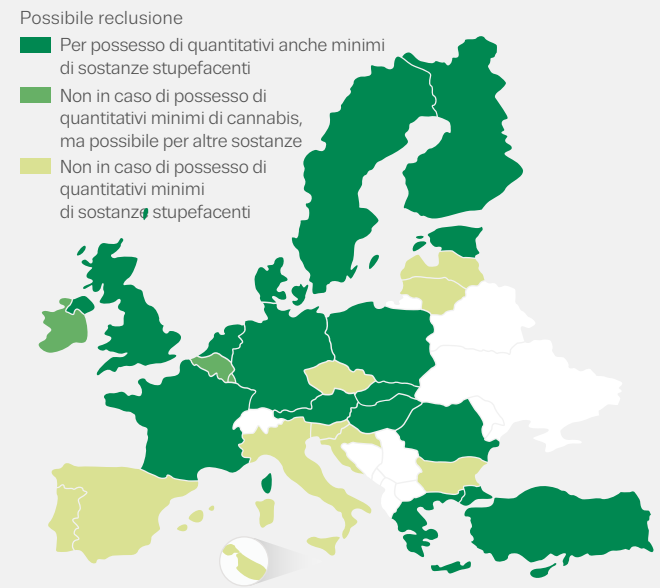 Possibile reclusione
Per possesso di quantitativi anche minimi
di sostanze stupefacenti
Non in caso di possesso di
quantitativi minimi di cannabis,
ma possibile per altre sostanze
Non in caso di possesso di
quantitativi minimi
di sostanze stupefacenti